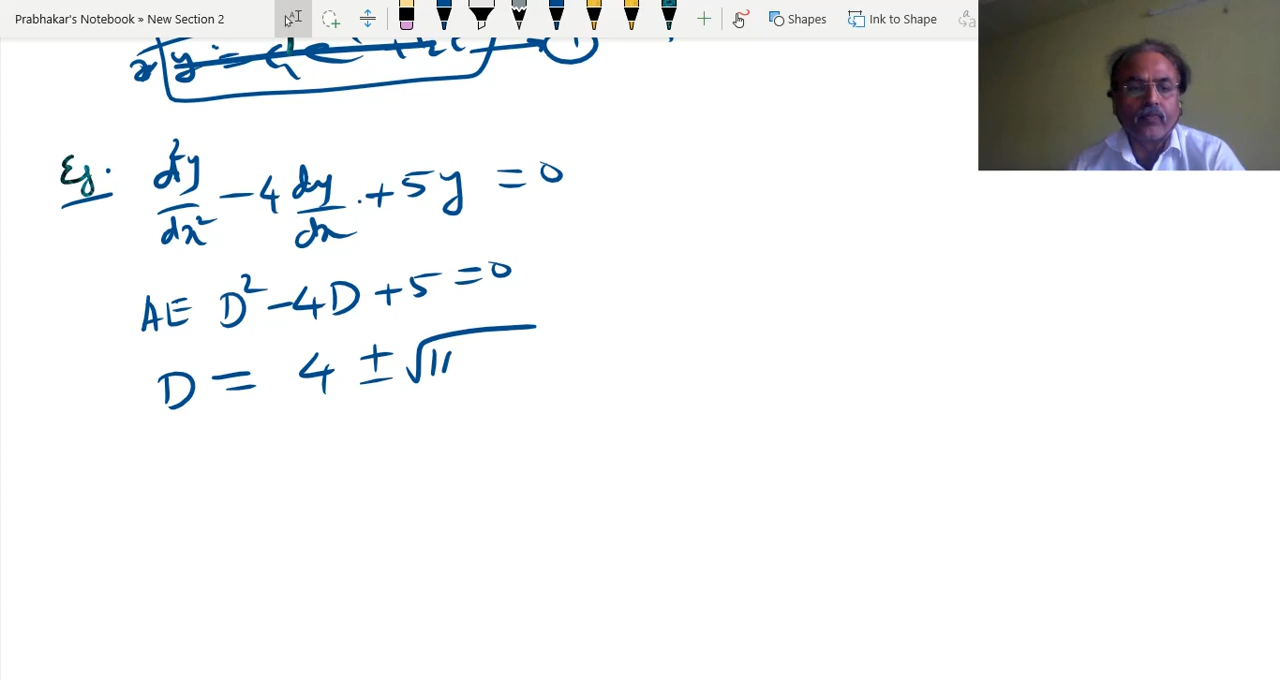 Prabhakar's Notebook » New Section 2
Shapes
Ink to Shape
Eg: d²y/dx² - 4 dy/dx + 5y = 0
AE D² - 4D + 5 = 0
D = 4 ± √11